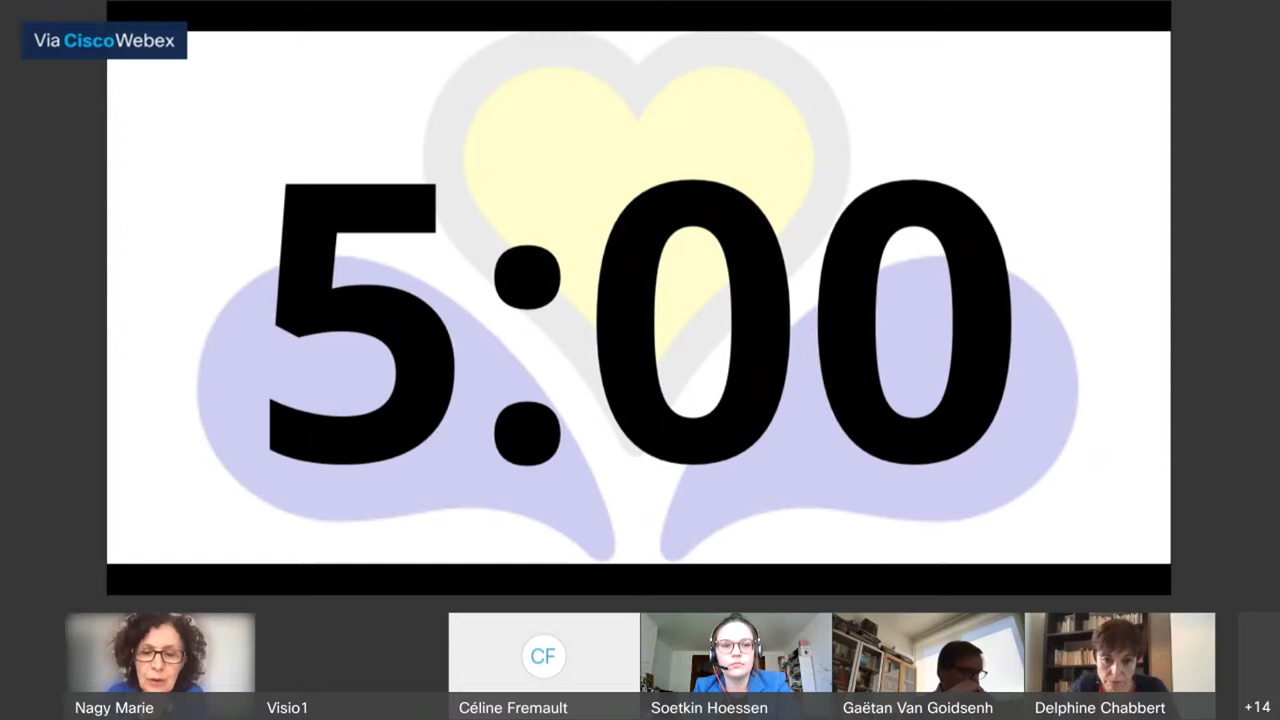 Via CiscoWebex
5:00
CF
Nagy Marie
Visio1
Céline Fremault
Soetkin Hoessen
Gaëtan Van Goidsenh
Delphine Chabbert
+14